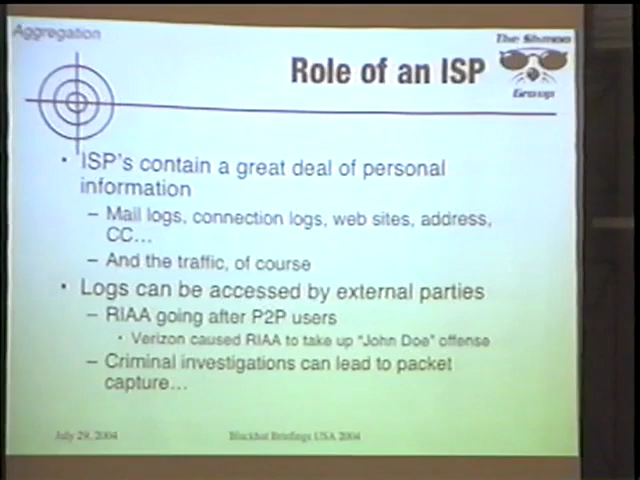 Aggregation
The Shmoo
Group
Role of an ISP
• ISP's contain a great deal of personal
information
– Mail logs, connection logs, web sites, address,
CC...
– And the traffic, of course
• Logs can be accessed by external parties
– RIAA going after P2P users
• Verizon caused RIAA to take up "John Doe" offense
– Criminal investigations can lead to packet
capture...
July 29, 2004
Blackhat Briefings USA 2004